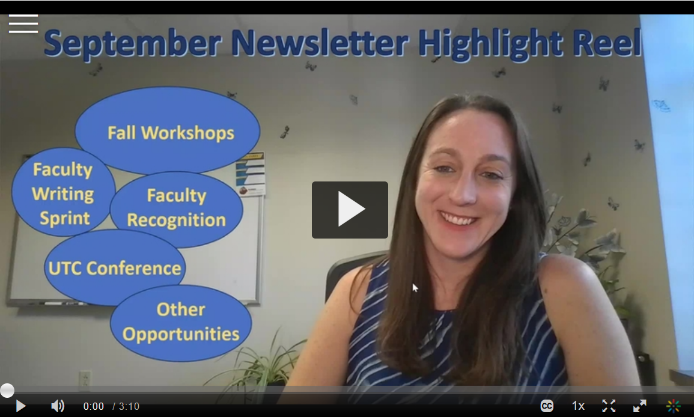 September Newsletter Highlight Reel
Fall Workshops
Faculty
Writing
Sprint
Faculty
Recognition
UTC Conference
Other
Opportunities
0:00 / 3:10
CC
1x